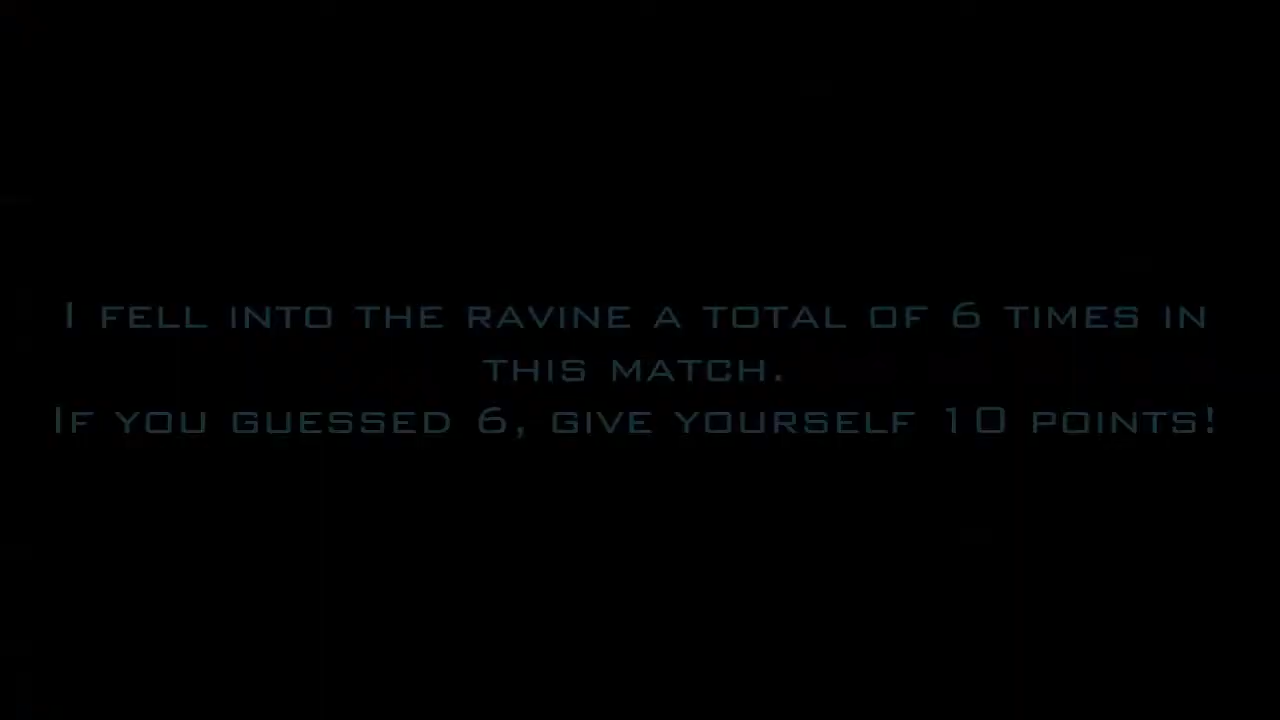 I fell into the ravine a total of 6 times in
this match.
If you guessed 6, give yourself 10 points!